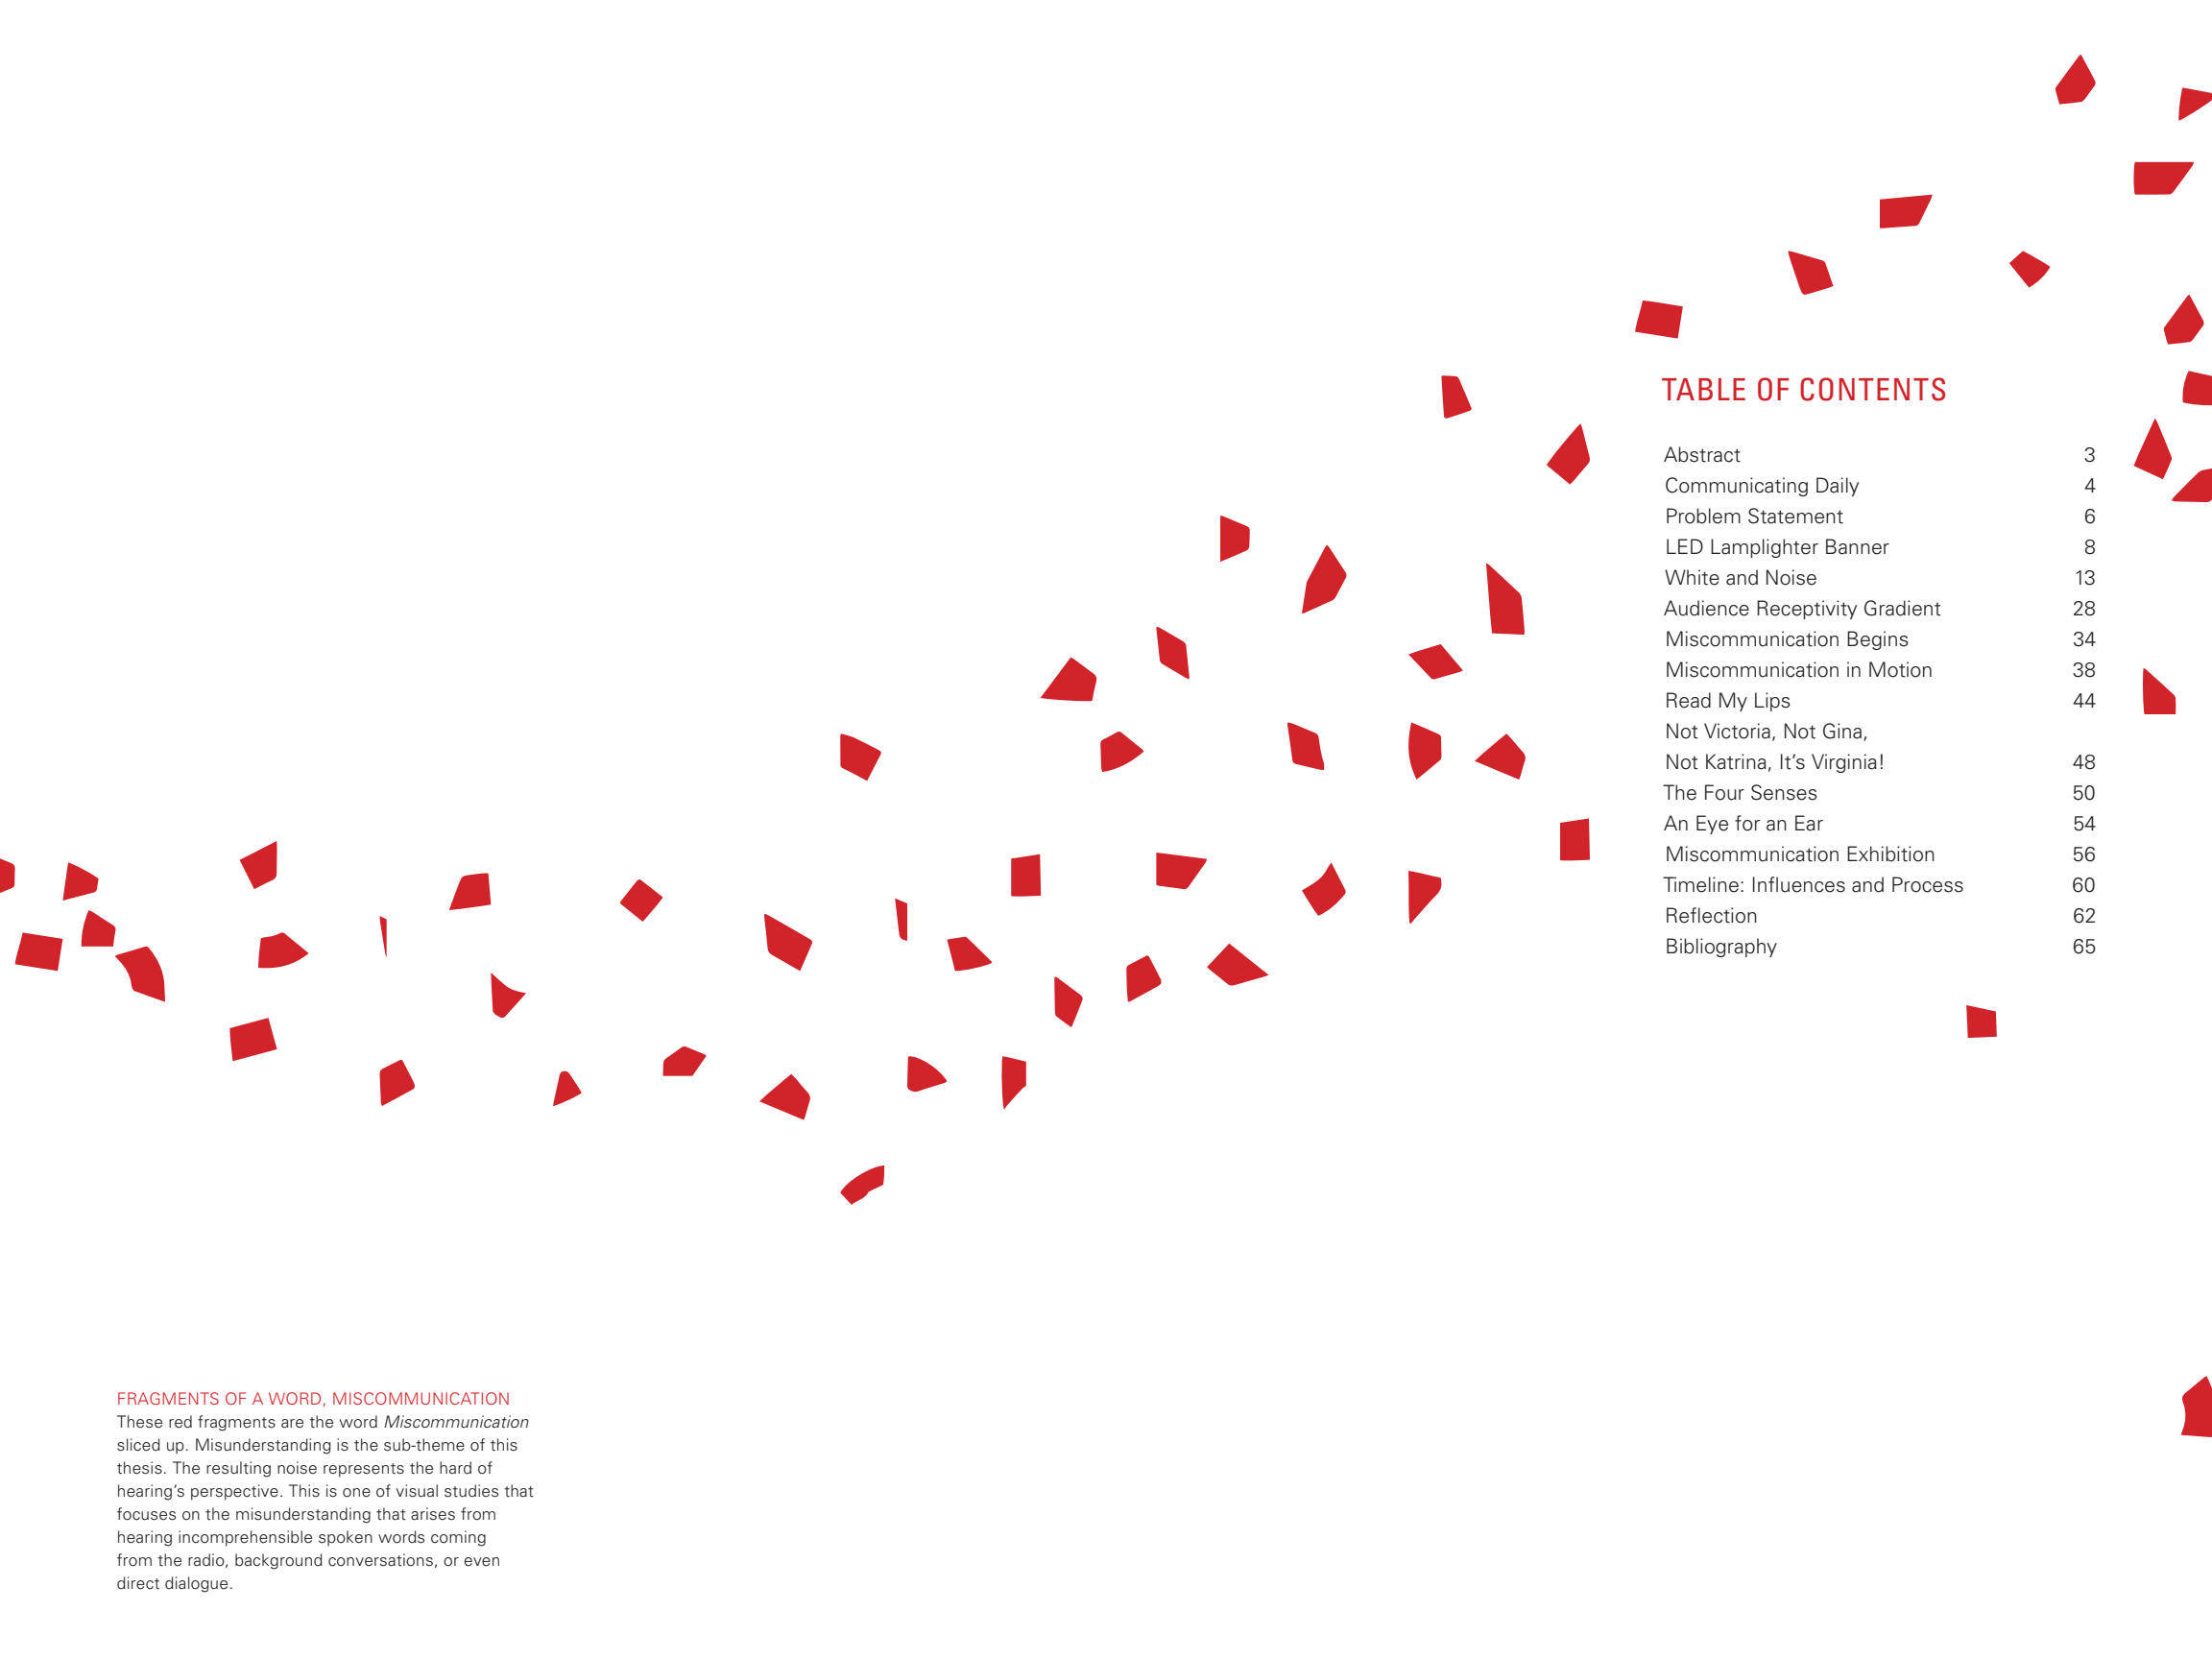 TABLE OF CONTENTS
Abstract 3
Communicating Daily 4
Problem Statement 6
LED Lamplighter Banner 8
White and Noise 13
Audience Receptivity Gradient 28
Miscommunication Begins 34
Miscommunication in Motion 38
Read My Lips 44
Not Victoria, Not Gina,
Not Katrina, It’s Virginia! 48
The Four Senses 50
An Eye for an Ear 54
Miscommunication Exhibition 56
Timeline: Influences and Process 60
Reflection 62
Bibliography 65
FRAGMENTS OF A WORD, MISCOMMUNICATION
These red fragments are the word Miscommunication
sliced up. Misunderstanding is the sub-theme of this
thesis. The resulting noise represents the hard of
hearing’s perspective. This is one of visual studies that
focuses on the misunderstanding that arises from
hearing incomprehensible spoken words coming
from the radio, background conversations, or even
direct dialogue.